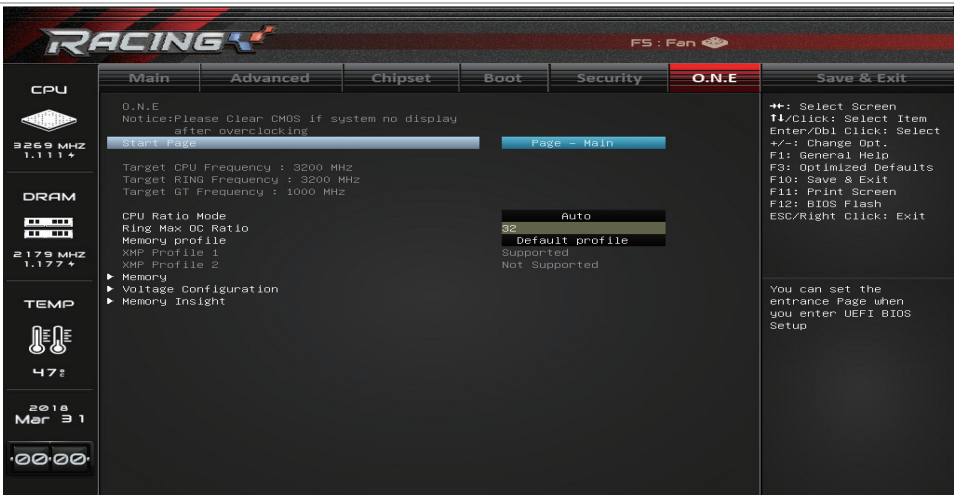 RACING
F5 : Fan
Main Advanced Chipset Boot Security O.N.E Save & Exit
CPU
3269 MHZ
1.111
DRAM
2179 MHZ
1.177
TEMP
47
2018
Mar 31
00:00
O.N.E
Notice:Please Clear CMOS if system no display
after overclocking
Start Page Page - Main
Target CPU Frequency : 3200 MHz
Target RING Frequency : 3200 MHz
Target GT Frequency : 1000 MHz
CPU Ratio Mode Auto
Ring Max OC Ratio 32
Memory profile Default profile
XMP Profile 1 Supported
XMP Profile 2 Not Supported
▶ Memory
▶ Voltage Configuration
▶ Memory Insight
→←: Select Screen
↑↓/Click: Select Item
Enter/Dbl Click: Select
+/-: Change Opt.
F1: General Help
F3: Optimized Defaults
F10: Save & Exit
F11: Print Screen
F12: BIOS Flash
ESC/Right Click: Exit
You can set the
entrance Page when
you enter UEFI BIOS
Setup